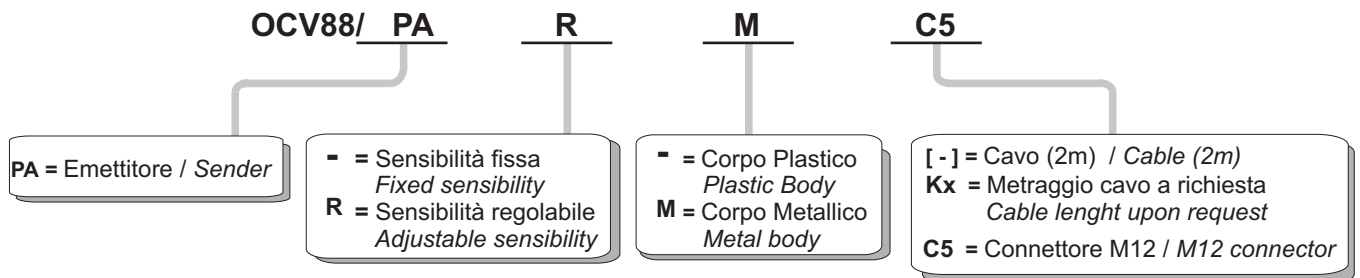 OCV88/ PA R M C5
PA = Emettitore / Sender
- = Sensibilità fissa
Fixed sensibility
R = Sensibilità regolabile
Adjustable sensibility
- = Corpo Plastico
Plastic Body
M = Corpo Metallico
Metal body
[ - ] = Cavo (2m) / Cable (2m)
Kx = Metraggio cavo a richiesta
Cable lenght upon request
C5 = Connettore M12 / M12 connector